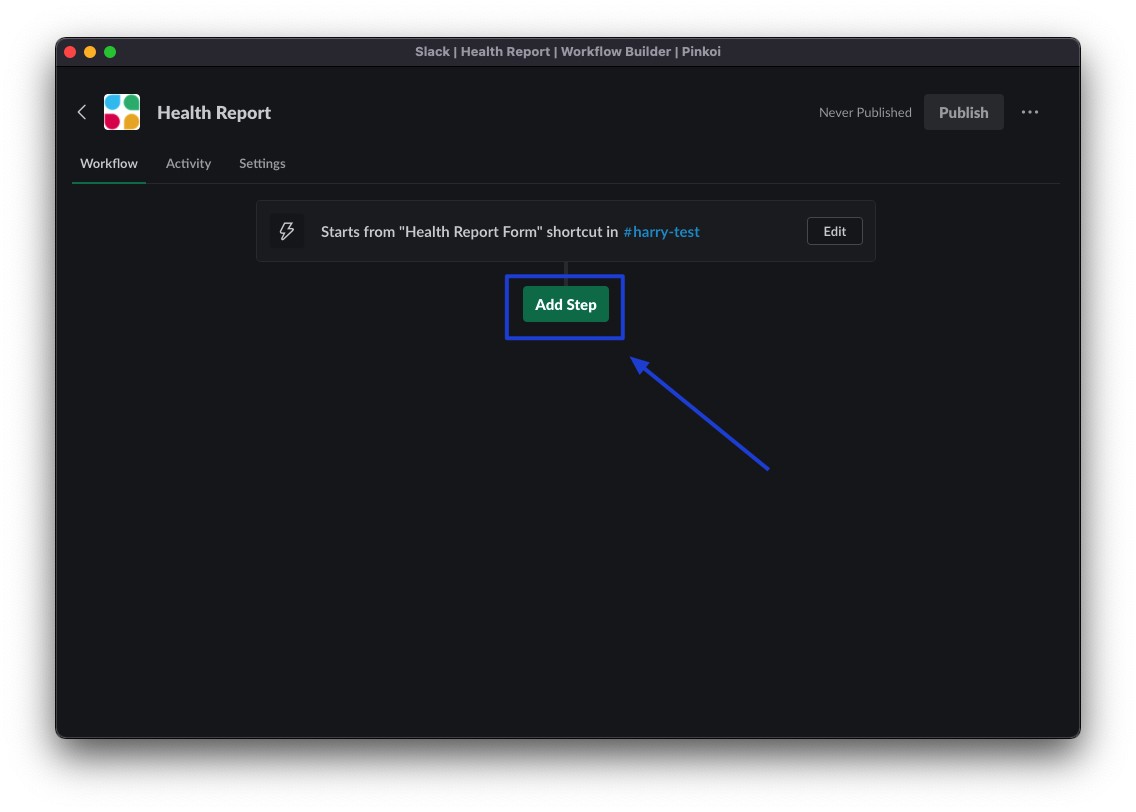 Slack | Health Report | Workflow Builder | Pinkoi
Health Report
Never Published
Publish
Workflow
Activity
Settings
Starts from "Health Report Form" shortcut in #harry-test
Edit
Add Step